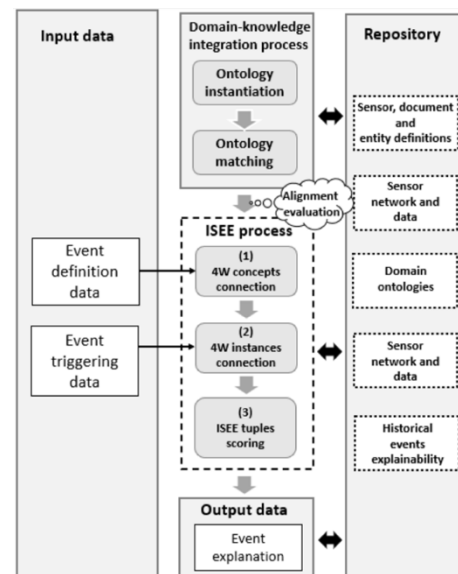 Input data
Event
definition
data
Event
triggering
data
Domain-knowledge
integration process
Ontology
instantiation
Ontology
matching
Alignment
evaluation
ISEE process
(1)
4W concepts
connection
(2)
4W instances
connection
(3)
ISEE tuples
scoring
Output data
Event
explanation
Repository
Sensor, document
and
entity definitions
Sensor
network and
data
Domain
ontologies
Sensor
network and
data
Historical
events
explainability